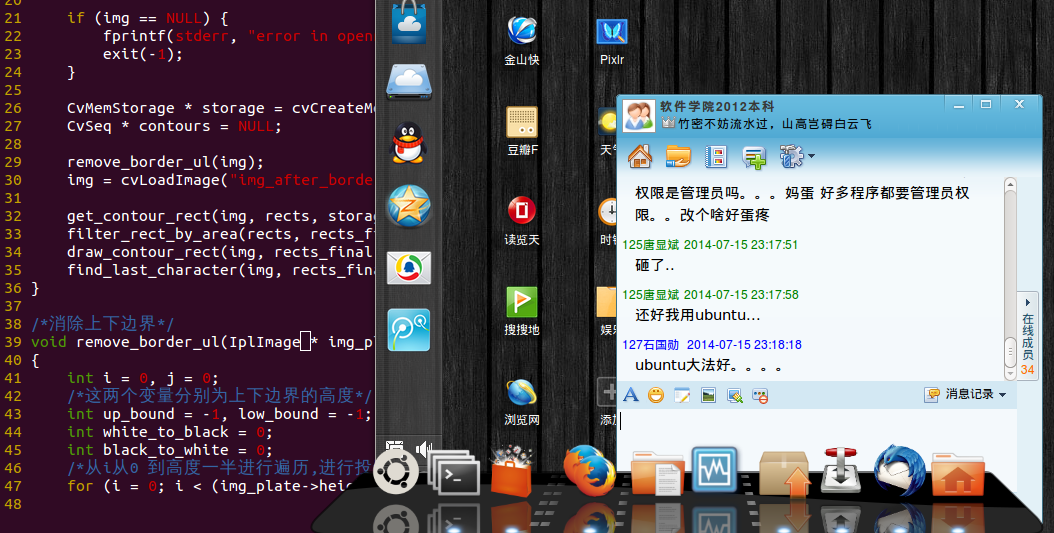 20
21 if (img == NULL) {
22 fprintf(stderr, "error in open
23 exit(-1);
24 }
25
26 CvMemStorage * storage = cvCreateMe
27 CvSeq * contours = NULL;
28
29 remove_border_ul(img);
30 img = cvLoadImage("img_after_borde
31
32 get_contour_rect(img, rects, storag
33 filter_rect_by_area(rects, rects_f
34 draw_contour_rect(img, rects_final
35 find_last_character(img, rects_fina
36 }
37
38 /*消除上下边界*/
39 void remove_border_ul(IplImage * img_pl
40 {
41 int i = 0, j = 0;
42 /*这两个变量分别为上下边界的高度*/
43 int up_bound = -1, low_bound = -1;
44 int white_to_black = 0;
45 int black_to_white = 0;
46 /*从i从0 到高度一半进行遍历,进行投
47 for (i = 0; i < (img_plate->heig
48
金山快
Pixlr
豆瓣F
天气
读览天
时钟
搜搜地
娱乐
浏览网
添加
软件学院2012本科
竹密不妨流水过，山高岂碍白云飞
权限是管理员吗。。。妈蛋 好多程序都要管理员权
限。。改个啥好蛋疼
125唐显斌 2014-07-15 23:17:51
砸了..
125唐显斌 2014-07-15 23:17:58
还好我用ubuntu...
127石国勋 2014-07-15 23:18:18
ubuntu大法好。。。。
在线成员
34
消息记录